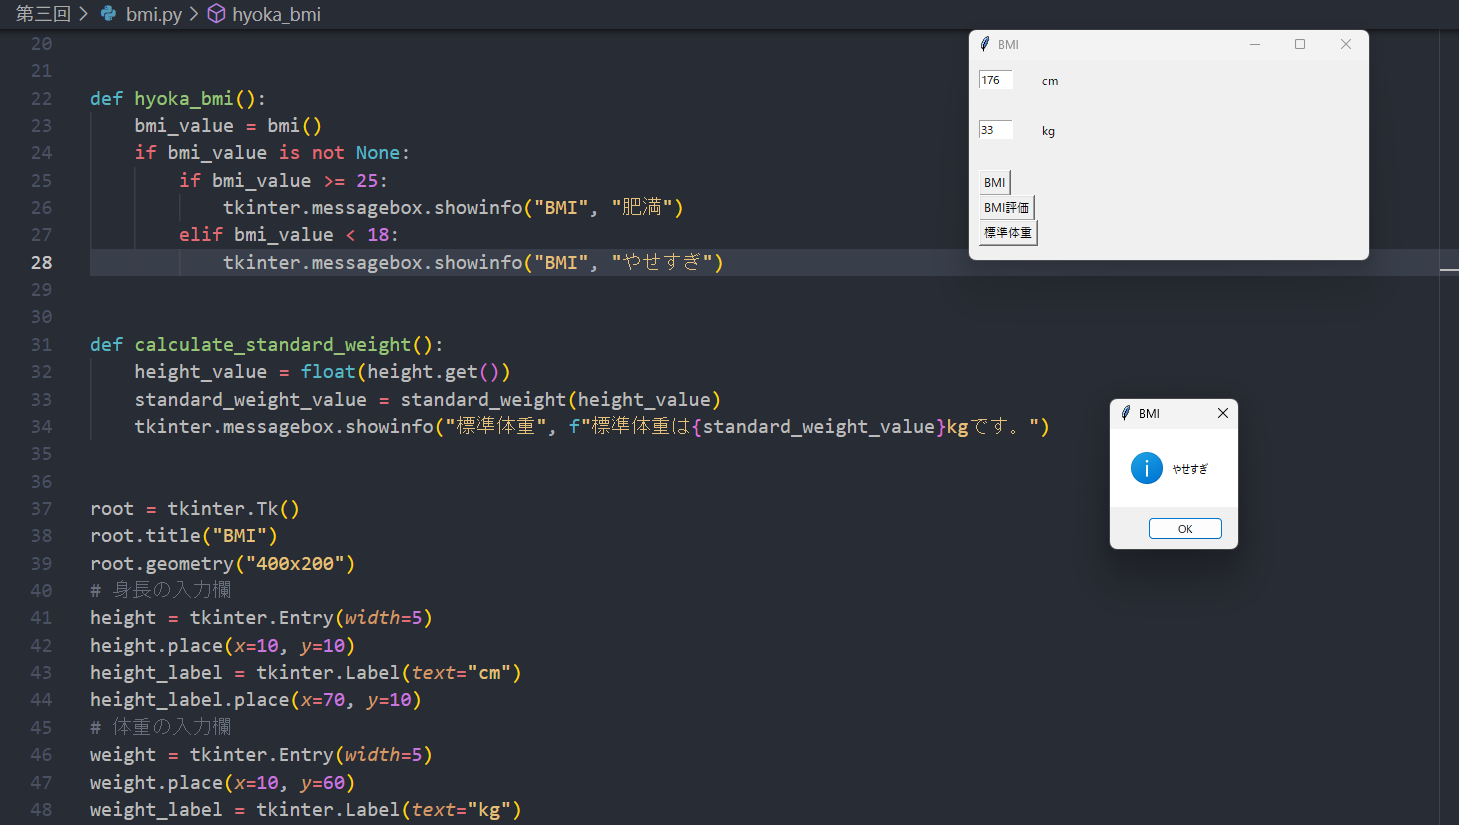 第三回 > bmi.py > hyoka_bmi
20
21
22 def hyoka_bmi():
23 bmi_value = bmi()
24 if bmi_value is not None:
25 if bmi_value >= 25:
26 tkinter.messagebox.showinfo("BMI", "肥満")
27 elif bmi_value < 18:
28 tkinter.messagebox.showinfo("BMI", "やせすぎ")
29
30
31 def calculate_standard_weight():
32 height_value = float(height.get())
33 standard_weight_value = standard_weight(height_value)
34 tkinter.messagebox.showinfo("標準体重", f"標準体重は{standard_weight_value}kgです。")
35
36
37 root = tkinter.Tk()
38 root.title("BMI")
39 root.geometry("400x200")
40 # 身長の入力欄
41 height = tkinter.Entry(width=5)
42 height.place(x=10, y=10)
43 height_label = tkinter.Label(text="cm")
44 height_label.place(x=70, y=10)
45 # 体重の入力欄
46 weight = tkinter.Entry(width=5)
47 weight.place(x=10, y=60)
48 weight_label = tkinter.Label(text="kg")
BMI
176 cm
33 kg
BMI
BMI評価
標準体重
BMI
やせすぎ
OK